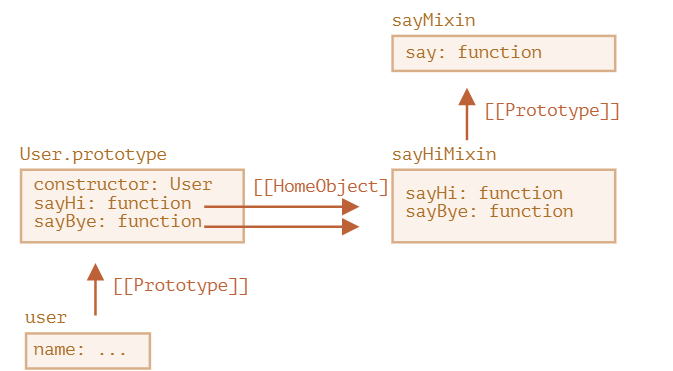 sayMixin
say: function
[[Prototype]]
User.prototype
sayHiMixin
constructor: User
sayHi: function
sayBye: function
[[HomeObject]
sayHi: function
sayBye: function
[[Prototype]]
user
name: ...